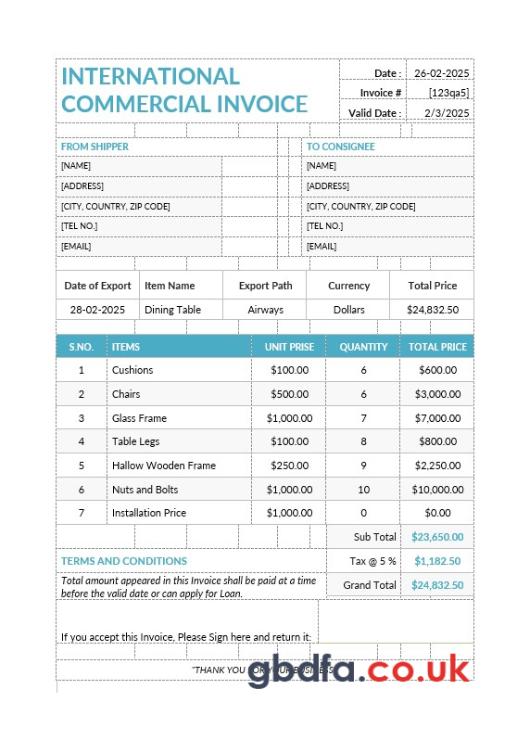 INTERNATIONAL
COMMERCIAL INVOICE
Date : 26-02-2025
Invoice # [123qa5]
Valid Date : 2/3/2025
FROM SHIPPER TO CONSIGNEE
[NAME] [NAME]
[ADDRESS] [ADDRESS]
[CITY, COUNTRY, ZIP CODE] [CITY, COUNTRY, ZIP CODE]
[TEL NO.] [TEL NO.]
[EMAIL] [EMAIL]
Date of Export Item Name Export Path Currency Total Price
28-02-2025 Dining Table Airways Dollars $24,832.50
S.NO. ITEMS UNIT PRISE QUANTITY TOTAL PRICE
1 Cushions $100.00 6 $600.00
2 Chairs $500.00 6 $3,000.00
3 Glass Frame $1,000.00 7 $7,000.00
4 Table Legs $100.00 8 $800.00
5 Hallow Wooden Frame $250.00 9 $2,250.00
6 Nuts and Bolts $1,000.00 10 $10,000.00
7 Installation Price $1,000.00 0 $0.00
Sub Total $23,650.00
TERMS AND CONDITIONS Tax @ 5 % $1,182.50
Total amount appeared in this Invoice shall be paid at a time
before the valid date or can apply for Loan.
Grand Total $24,832.50
If you accept this Invoice, Please Sign here and return it:
"THANK YOU FOR YOUR BUSINESS"
gbdfa.co.uk